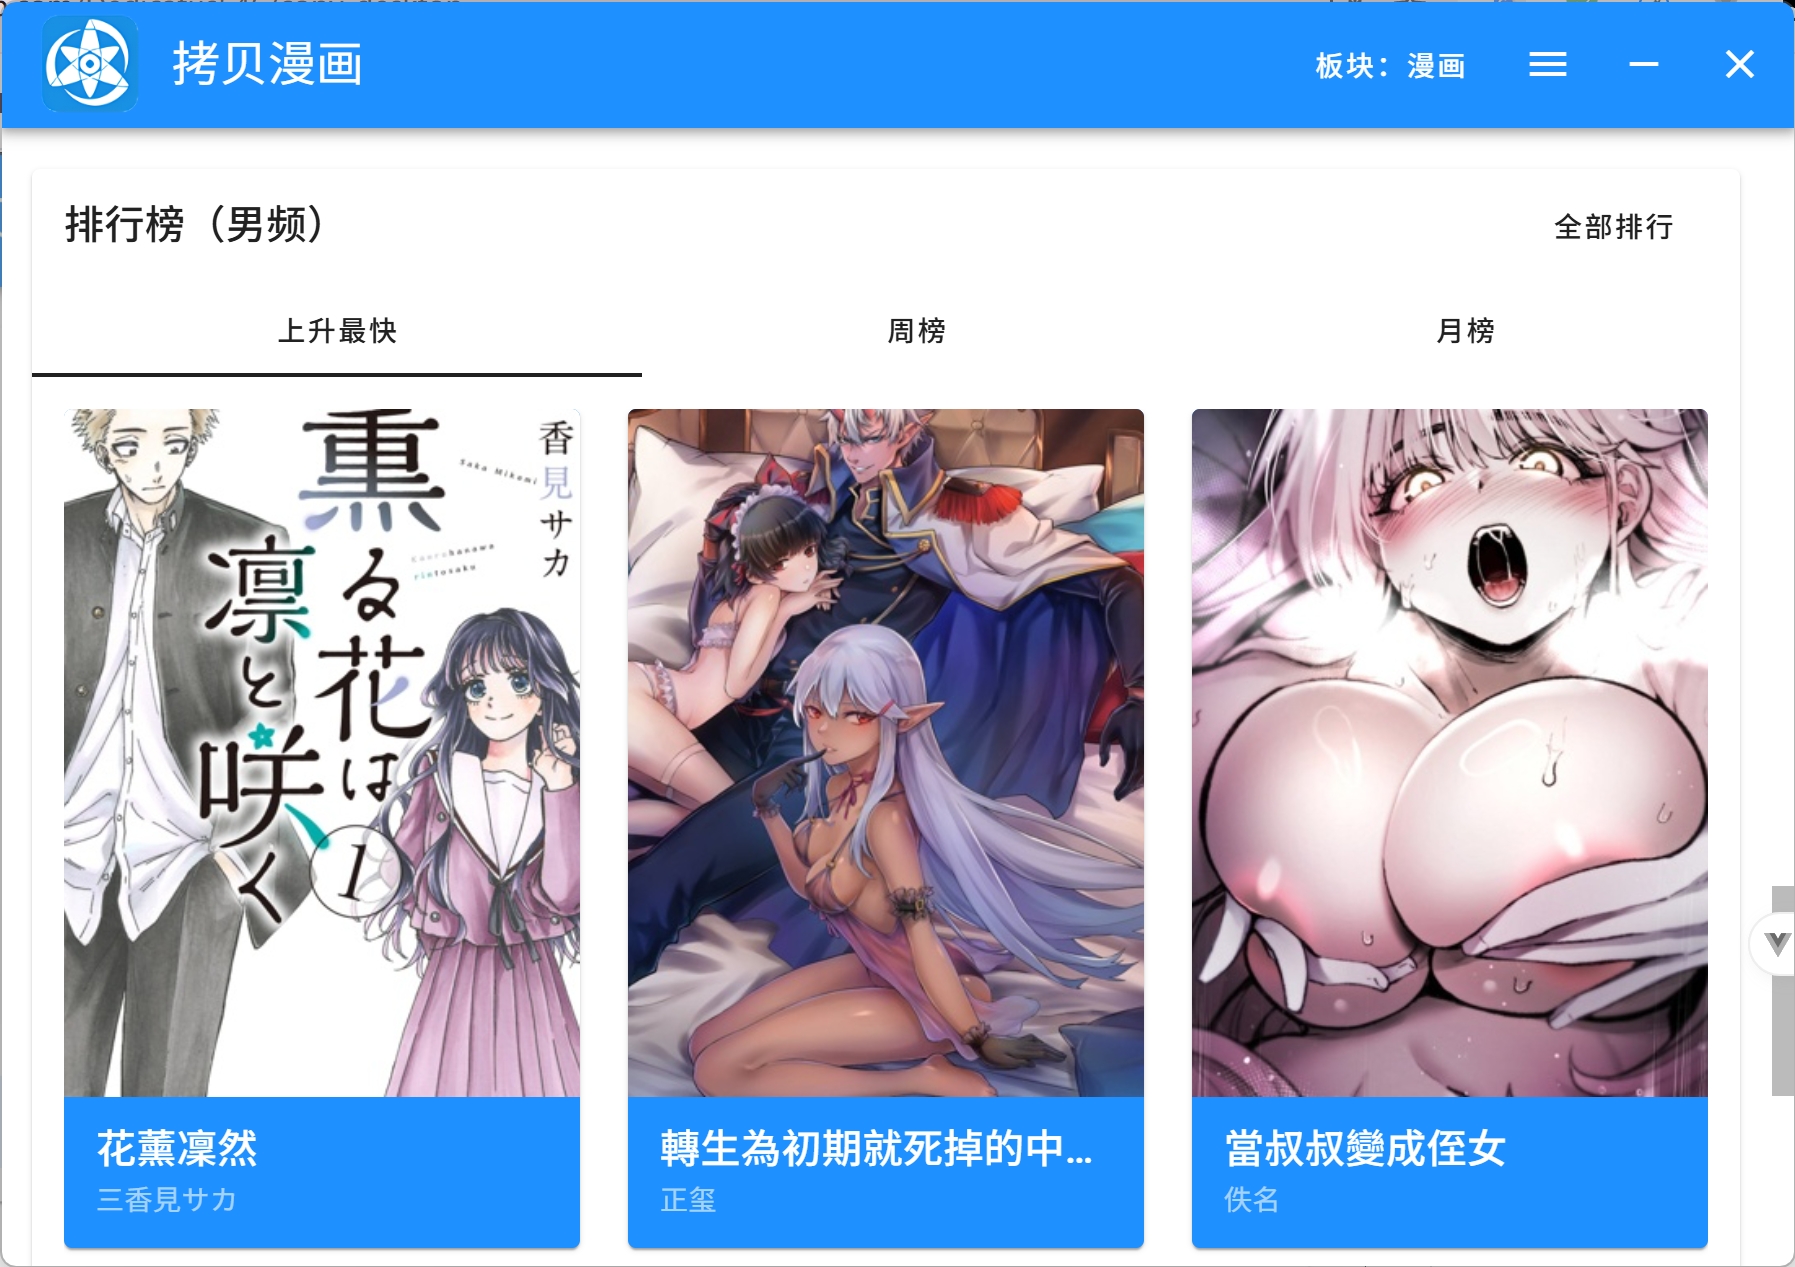 拷贝漫画
板块：漫画
排行榜（男频）
全部排行
上升最快
周榜
月榜
薫る花は
凛と咲く
香見サカ
Saka Mikami
kaoruhanawa
rintosaku
1
花薰凜然
三香見サカ
轉生為初期就死掉的中...
正玺
當叔叔變成侄女
佚名